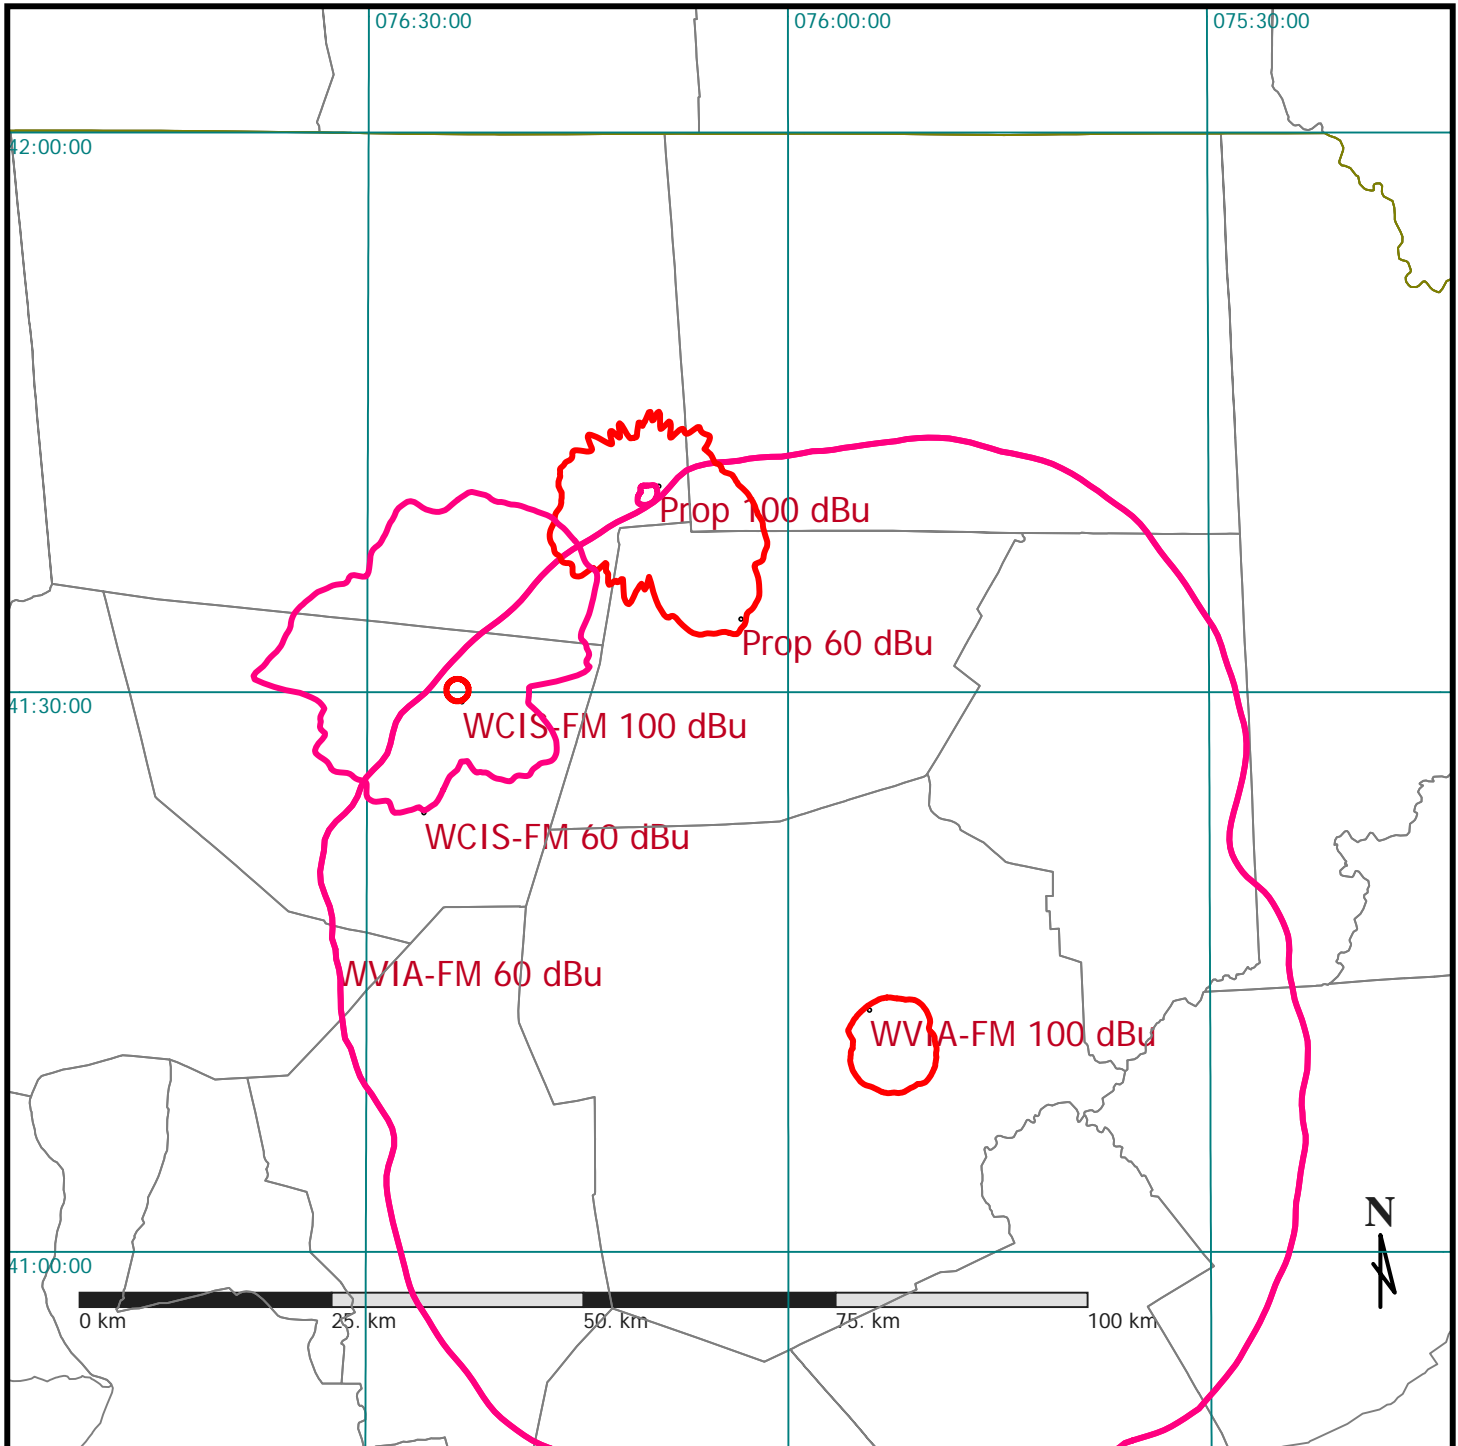 076:30:00
076:00:00
075:30:00
42:00:00
Prop 100 dBu
Prop 60 dBu
41:30:00
WCIS-FM 100 dBu
WCIS-FM 60 dBu
WVIA-FM 60 dBu
WVIA-FM 100 dBu
N
41:00:00
0 km
25. km
50. km
75. km
100 km